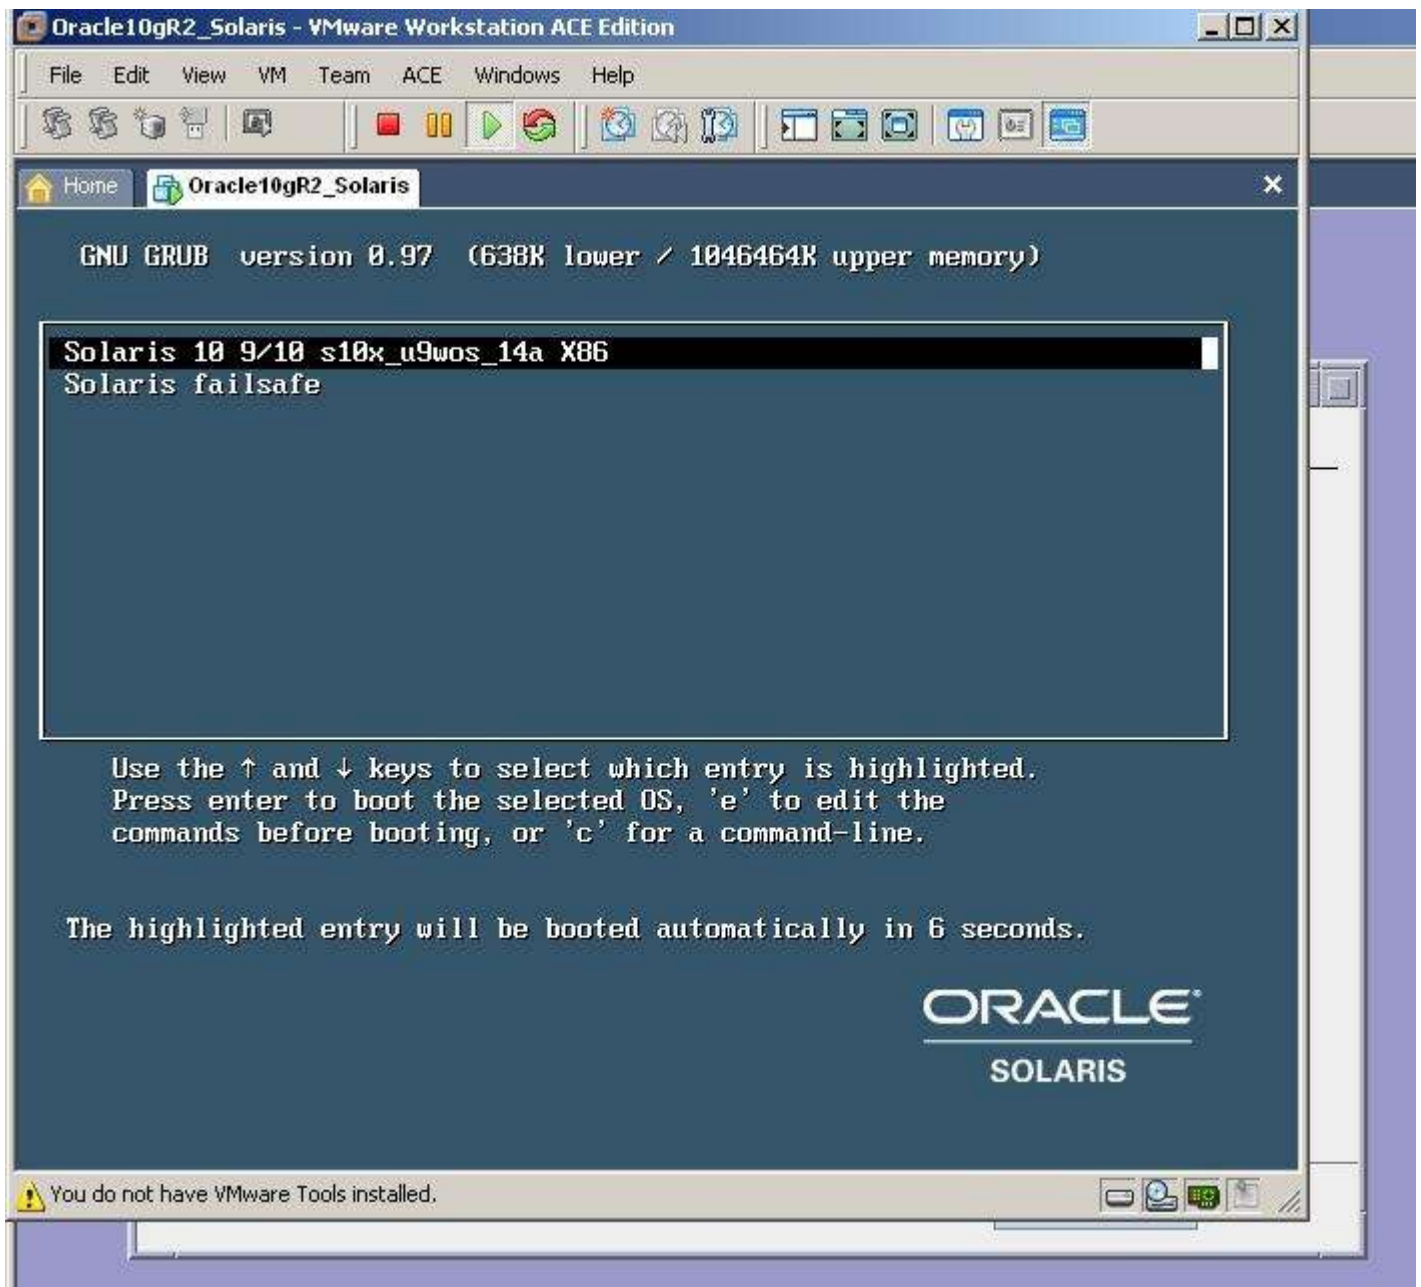 Oracle10gR2_Solaris - VMware Workstation ACE Edition
File Edit View VM Team ACE Windows Help
Home Oracle10gR2_Solaris
GNU GRUB version 0.97 (638K lower / 1046464K upper memory)
Solaris 10 9/10 s10x_u9wos_14a X86
Solaris failsafe
Use the ↑ and ↓ keys to select which entry is highlighted.
Press enter to boot the selected OS, 'e' to edit the
commands before booting, or 'c' for a command-line.
The highlighted entry will be booted automatically in 6 seconds.
ORACLE
SOLARIS
You do not have VMware Tools installed.